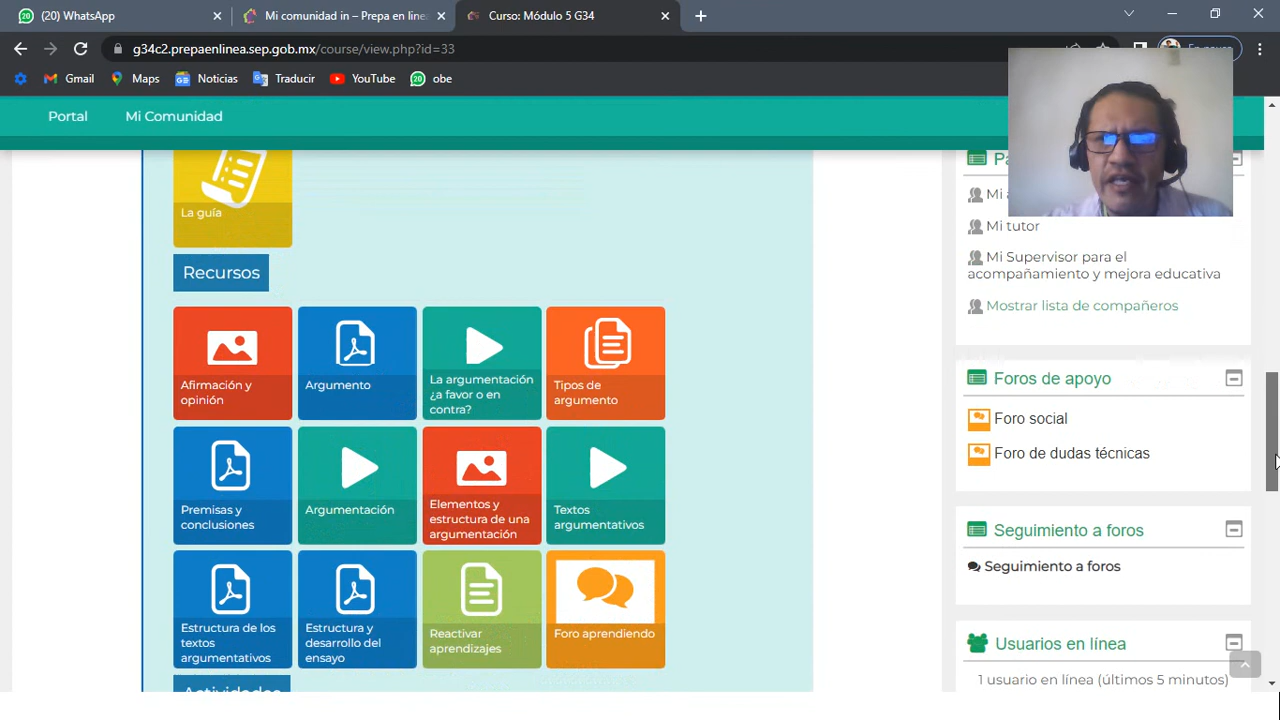 (20) WhatsApp
Mi comunidad in – Prepa en linea
Curso: Módulo 5 G34
g34c2.prepaenlinea.sep.gob.mx/course/view.php?id=33
Gmail
Maps
Noticias
Traducir
YouTube
20
obe
Portal
Mi Comunidad
La guía
Recursos
Afirmación y
opinión
Argumento
La argumentación
¿a favor o en
contra?
Tipos de
argumento
Premisas y
conclusiones
Argumentación
Elementos y
estructura de una
argumentación
Textos
argumentativos
Estructura de los
textos
argumentativos
Estructura y
desarrollo del
ensayo
Reactivar
aprendizajes
Foro aprendiendo
Actividades
Mi tutor
Mi Supervisor para el
acompañamiento y mejora educativa
Mostrar lista de compañeros
Foros de apoyo
Foro social
Foro de dudas técnicas
Seguimiento a foros
Seguimiento a foros
Usuarios en línea
1 usuario en línea (últimos 5 minutos)